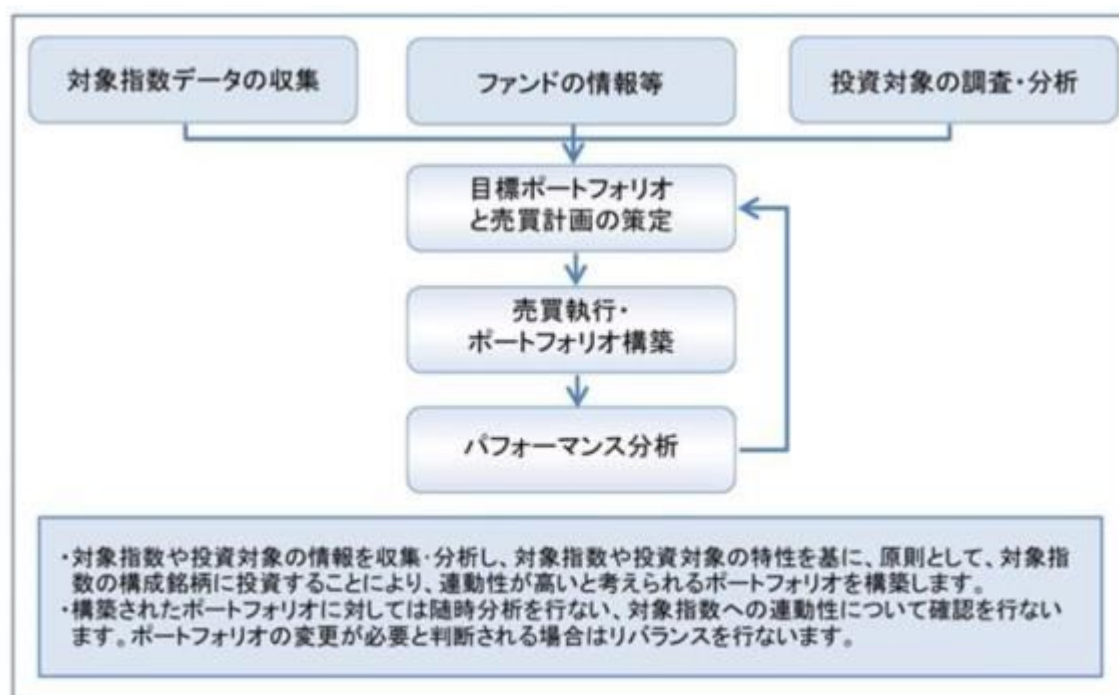 対象指数データの収集
ファンドの情報等
投資対象の調査・分析
目標ポートフォリオ
と売買計画の策定
売買執行・
ポートフォリオ構築
パフォーマンス分析
・対象指数や投資対象の情報を収集・分析し、対象指数や投資対象の特性を基に、原則として、対象指
数の構成銘柄に投資することにより、連動性が高いと考えられるポートフォリオを構築します。
・構築されたポートフォリオに対しては随時分析を行ない、対象指数への連動性について確認を行ない
ます。ポートフォリオの変更が必要と判断される場合はリバランスを行ないます。